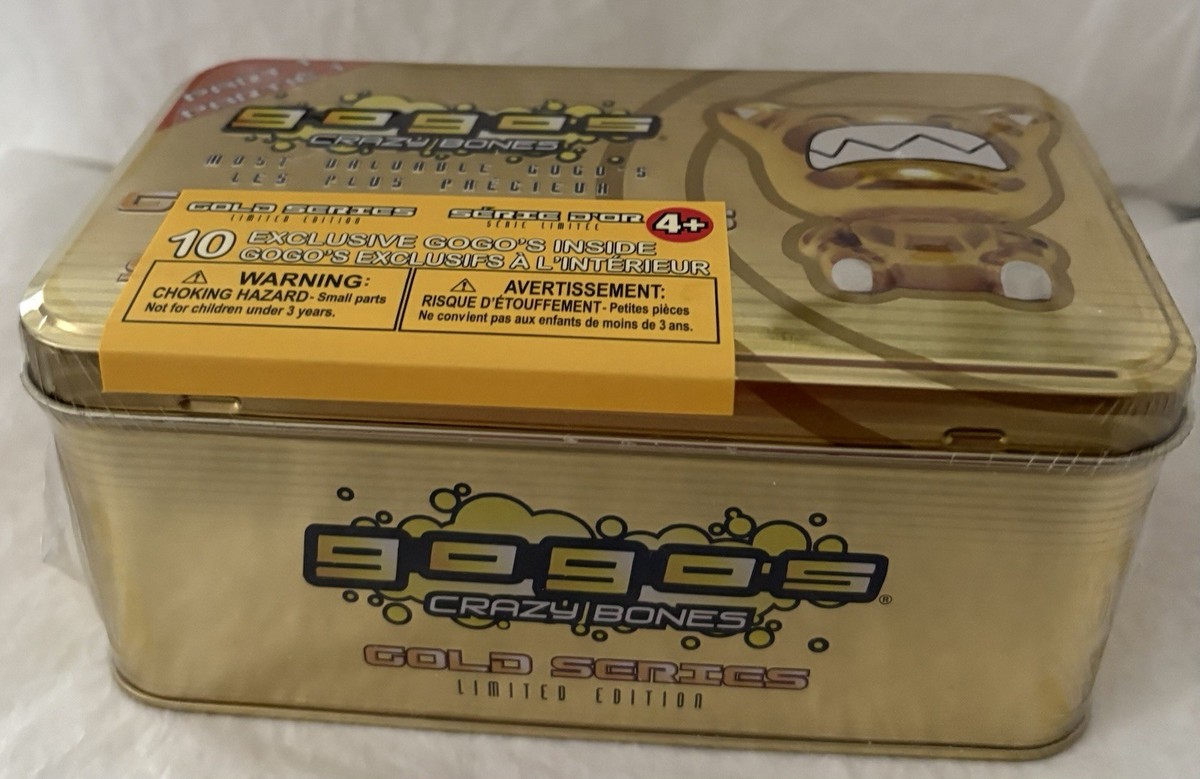 gogo's
CRAZY BONES
MOST VALUABLE GOGO'S
LES PLUS PRÉCIEUX
GOLD SERIES
LIMITED EDITION
SÉRIE D'OR
SÉRIE LIMITÉE
4+
10 EXCLUSIVE GOGO'S INSIDE
GOGO'S EXCLUSIFS À L'INTÉRIEUR
⚠ WARNING:
CHOKING HAZARD - Small parts
Not for children under 3 years.
⚠ AVERTISSEMENT:
RISQUE D'ÉTOUFFEMENT - Petites pièces
Ne convient pas aux enfants de moins de 3 ans.
gogo's
CRAZY BONES
®
GOLD SERIES
LIMITED EDITION